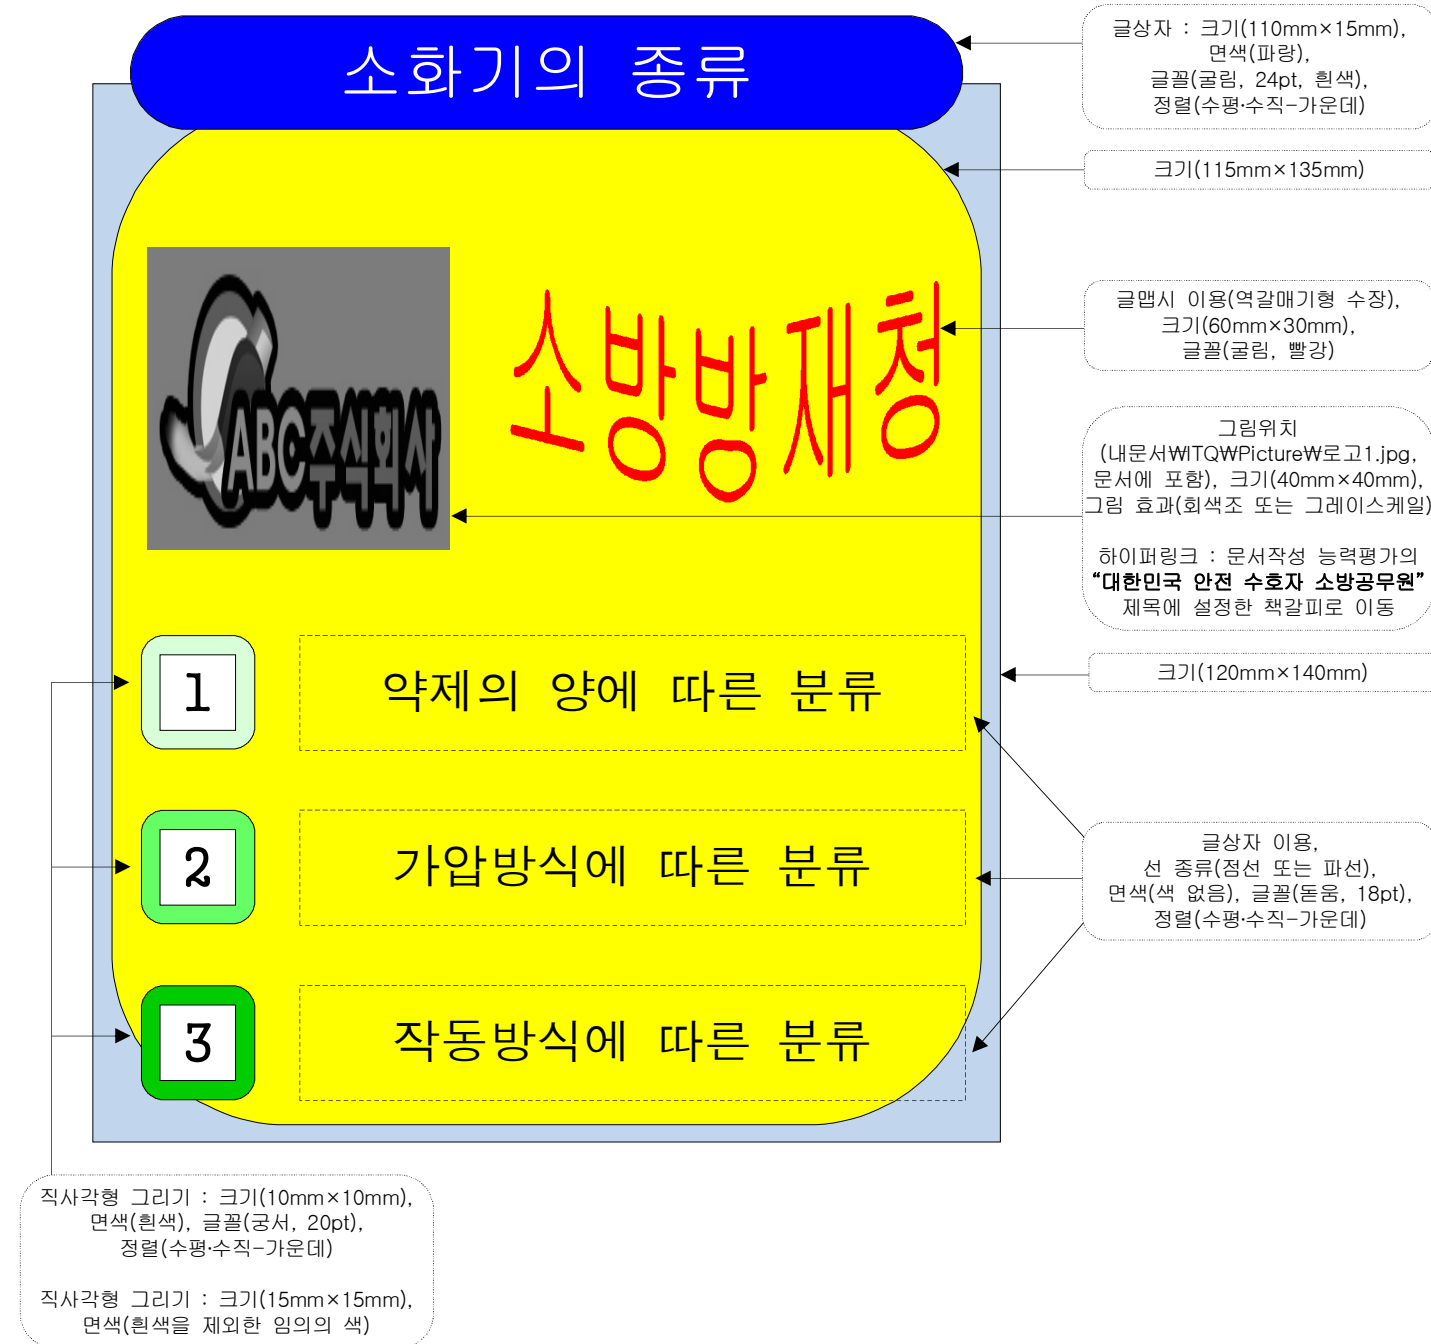 소화기의 종류
글상자 : 크기(110mm×15mm),
면색(파랑),
글꼴(굴림, 24pt, 흰색),
정렬(수평·수직-가운데)
크기(115mm×135mm)
소방방재청
글맵시 이용(역갈매기형 수장),
크기(60mm×30mm),
글꼴(굴림, 빨강)
ABC주식회사
그림위치
(내문서₩ITQ₩Picture₩로고1.jpg,
문서에 포함), 크기(40mm×40mm),
그림 효과(회색조 또는 그레이스케일)
하이퍼링크 : 문서작성 능력평가의
“대한민국 안전 수호자 소방공무원”
제목에 설정한 책갈피로 이동
크기(120mm×140mm)
1
약제의 양에 따른 분류
2
가압방식에 따른 분류
글상자 이용,
선 종류(점선 또는 파선),
면색(색 없음), 글꼴(돋움, 18pt),
정렬(수평·수직-가운데)
3
작동방식에 따른 분류
직사각형 그리기 : 크기(10mm×10mm),
면색(흰색), 글꼴(궁서, 20pt),
정렬(수평·수직-가운데)
직사각형 그리기 : 크기(15mm×15mm),
면색(흰색을 제외한 임의의 색)